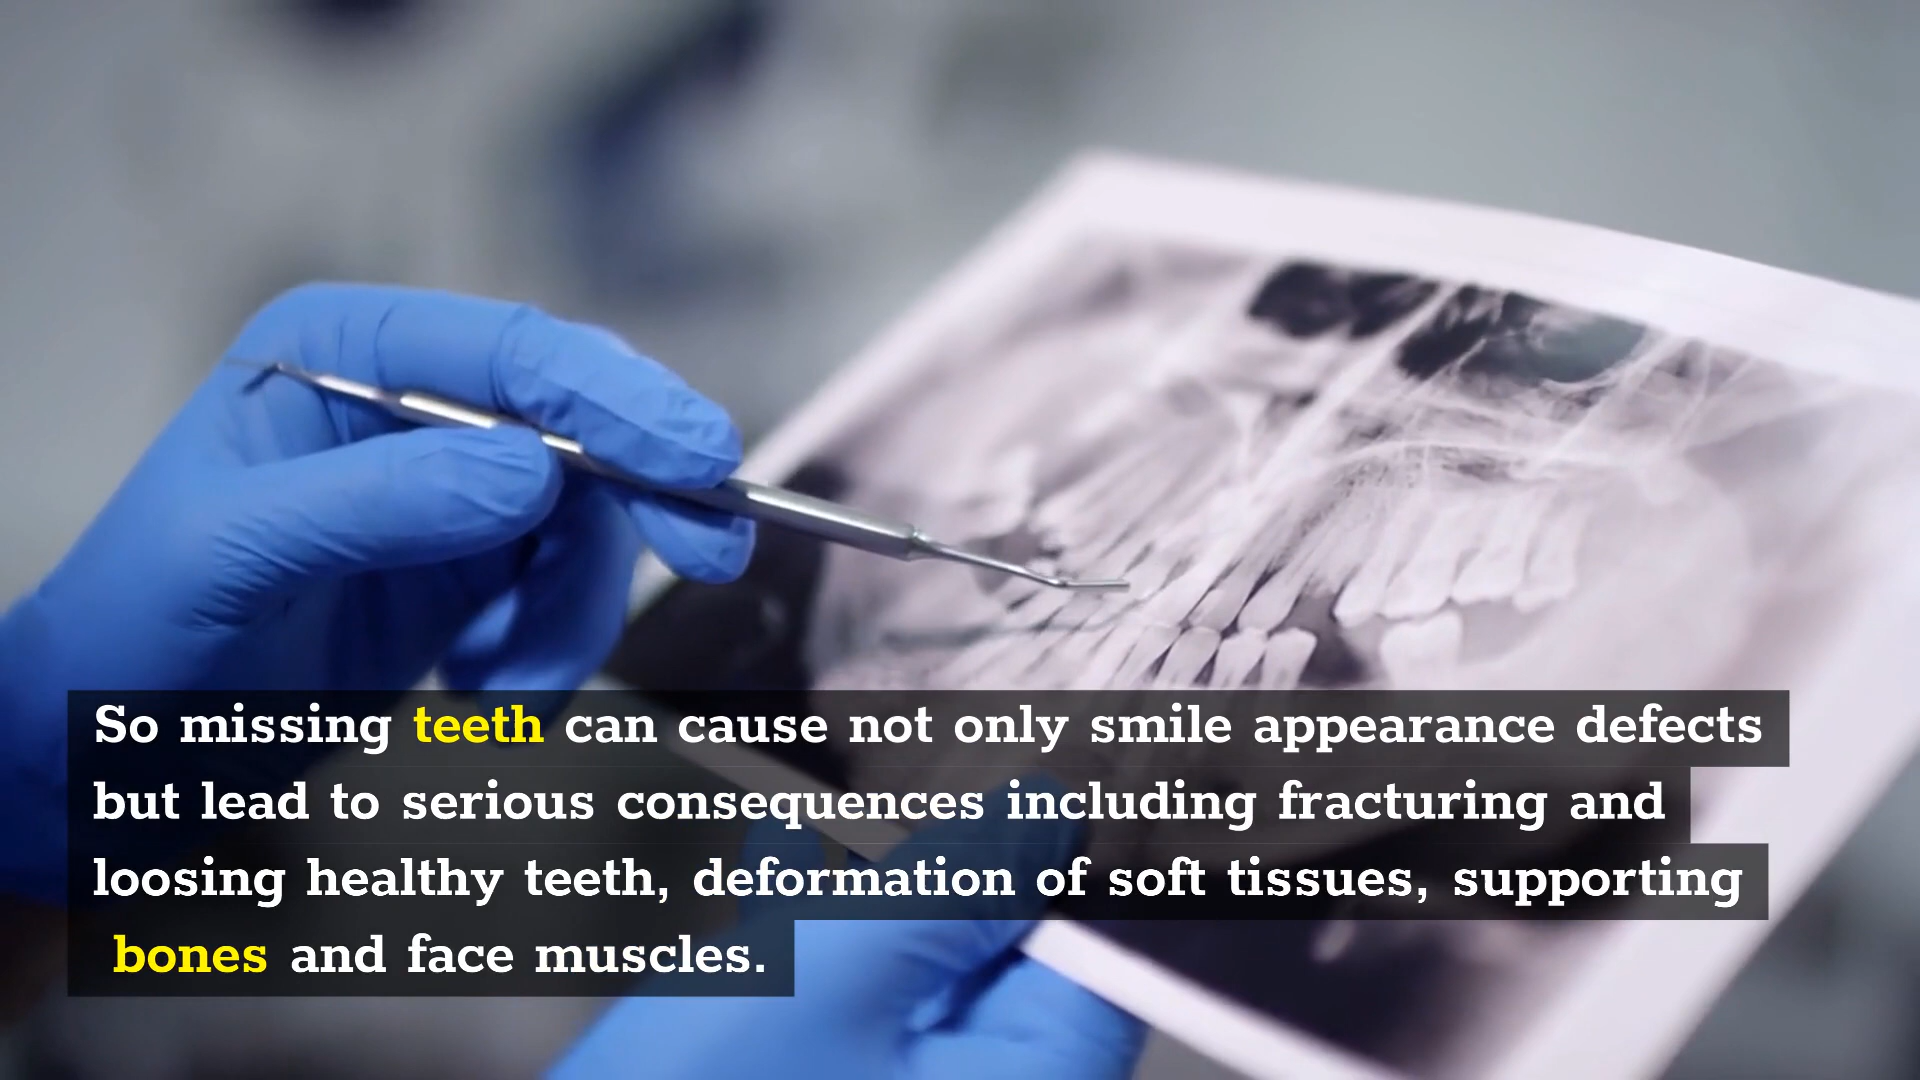 So missing teeth can cause not only smile appearance defects
but lead to serious consequences including fracturing and
loosing healthy teeth, deformation of soft tissues, supporting
bones and face muscles.